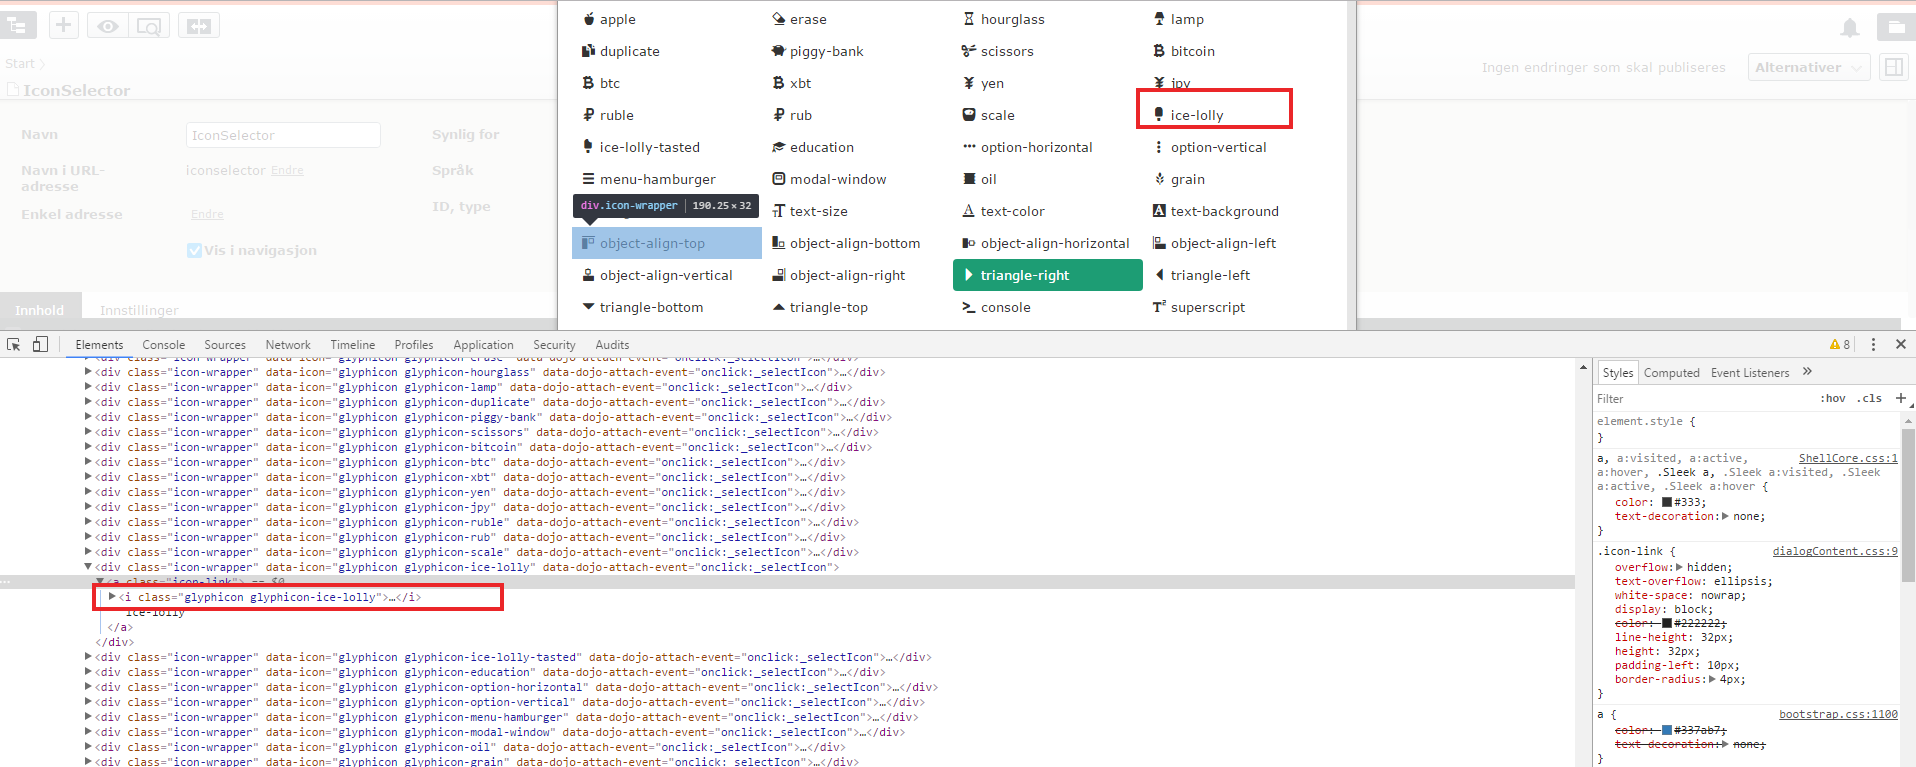 apple erase hourglass lamp
duplicate piggy-bank scissors bitcoin
Start
Ingen endringer som skal publiseres Alternativer
btc xbt yen jpy
IconSelector
ruble rub scale ice-lolly
Navn IconSelector Synlig for
ice-lolly-tasted education option-horizontal option-vertical
Navn i URL-
adresse
iconselector Endre Språk
menu-hamburger modal-window oil grain
div.icon-wrapper | 190.25 × 32
ID, type
Enkel adresse Endre
text-size text-color text-background
Vis i navigasjon
object-align-top object-align-bottom object-align-horizontal object-align-left
object-align-vertical object-align-right triangle-right triangle-left
Innhold Innstillinger
triangle-bottom triangle-top console superscript
Elements Console Sources Network Timeline Profiles Application Security Audits 8
<div class="icon-wrapper" data-icon="glyphicon glyphicon-erase" data-dojo-attach-event="onclick:_selectIcon">…</div>
<div class="icon-wrapper" data-icon="glyphicon glyphicon-hourglass" data-dojo-attach-event="onclick:_selectIcon">…</div>
<div class="icon-wrapper" data-icon="glyphicon glyphicon-lamp" data-dojo-attach-event="onclick:_selectIcon">…</div>
<div class="icon-wrapper" data-icon="glyphicon glyphicon-duplicate" data-dojo-attach-event="onclick:_selectIcon">…</div>
<div class="icon-wrapper" data-icon="glyphicon glyphicon-piggy-bank" data-dojo-attach-event="onclick:_selectIcon">…</div>
<div class="icon-wrapper" data-icon="glyphicon glyphicon-scissors" data-dojo-attach-event="onclick:_selectIcon">…</div>
<div class="icon-wrapper" data-icon="glyphicon glyphicon-bitcoin" data-dojo-attach-event="onclick:_selectIcon">…</div>
<div class="icon-wrapper" data-icon="glyphicon glyphicon-btc" data-dojo-attach-event="onclick:_selectIcon">…</div>
<div class="icon-wrapper" data-icon="glyphicon glyphicon-xbt" data-dojo-attach-event="onclick:_selectIcon">…</div>
<div class="icon-wrapper" data-icon="glyphicon glyphicon-yen" data-dojo-attach-event="onclick:_selectIcon">…</div>
<div class="icon-wrapper" data-icon="glyphicon glyphicon-jpy" data-dojo-attach-event="onclick:_selectIcon">…</div>
<div class="icon-wrapper" data-icon="glyphicon glyphicon-ruble" data-dojo-attach-event="onclick:_selectIcon">…</div>
<div class="icon-wrapper" data-icon="glyphicon glyphicon-rub" data-dojo-attach-event="onclick:_selectIcon">…</div>
<div class="icon-wrapper" data-icon="glyphicon glyphicon-scale" data-dojo-attach-event="onclick:_selectIcon">…</div>
<div class="icon-wrapper" data-icon="glyphicon glyphicon-ice-lolly" data-dojo-attach-event="onclick:_selectIcon">
<a class="icon-link"> == $0
<i class="glyphicon glyphicon-ice-lolly">…</i>
ice-lolly
</a>
</div>
<div class="icon-wrapper" data-icon="glyphicon glyphicon-ice-lolly-tasted" data-dojo-attach-event="onclick:_selectIcon">…</div>
<div class="icon-wrapper" data-icon="glyphicon glyphicon-education" data-dojo-attach-event="onclick:_selectIcon">…</div>
<div class="icon-wrapper" data-icon="glyphicon glyphicon-option-horizontal" data-dojo-attach-event="onclick:_selectIcon">…</div>
<div class="icon-wrapper" data-icon="glyphicon glyphicon-option-vertical" data-dojo-attach-event="onclick:_selectIcon">…</div>
<div class="icon-wrapper" data-icon="glyphicon glyphicon-menu-hamburger" data-dojo-attach-event="onclick:_selectIcon">…</div>
<div class="icon-wrapper" data-icon="glyphicon glyphicon-modal-window" data-dojo-attach-event="onclick:_selectIcon">…</div>
<div class="icon-wrapper" data-icon="glyphicon glyphicon-oil" data-dojo-attach-event="onclick:_selectIcon">…</div>
<div class="icon-wrapper" data-icon="glyphicon glyphicon-grain" data-dojo-attach-event="onclick:_selectIcon">…</div>
Styles Computed Event Listeners »
Filter :hov .cls +
element.style {
}
a, a:visited, a:active, ShellCore.css:1
a:hover, .Sleek a, .Sleek a:visited, .Sleek
a:active, .Sleek a:hover {
color: #333;
text-decoration: none;
}
.icon-link { dialogContent.css:9
overflow: hidden;
text-overflow: ellipsis;
white-space: nowrap;
display: block;
color: #222222;
line-height: 32px;
height: 32px;
padding-left: 10px;
border-radius: 4px;
}
a { bootstrap.css:1100
color: #337ab7;
text-decoration: none;
}